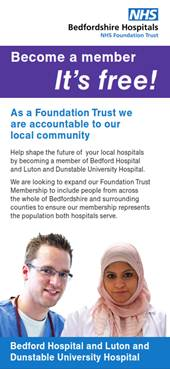 NHS
Bedfordshire Hospitals
NHS Foundation Trust
Become a member
It's free!
As a Foundation Trust we
are accountable to our
local community
Help shape the future of your local hospitals
by becoming a member of Bedford Hospital
and Luton and Dunstable University Hospital.
We are looking to expand our Foundation Trust
Membership to include people from across
the whole of Bedfordshire and surrounding
counties to ensure our membership represents
the population both hospitals serve.
Bedford Hospital and Luton and
Dunstable University Hospital